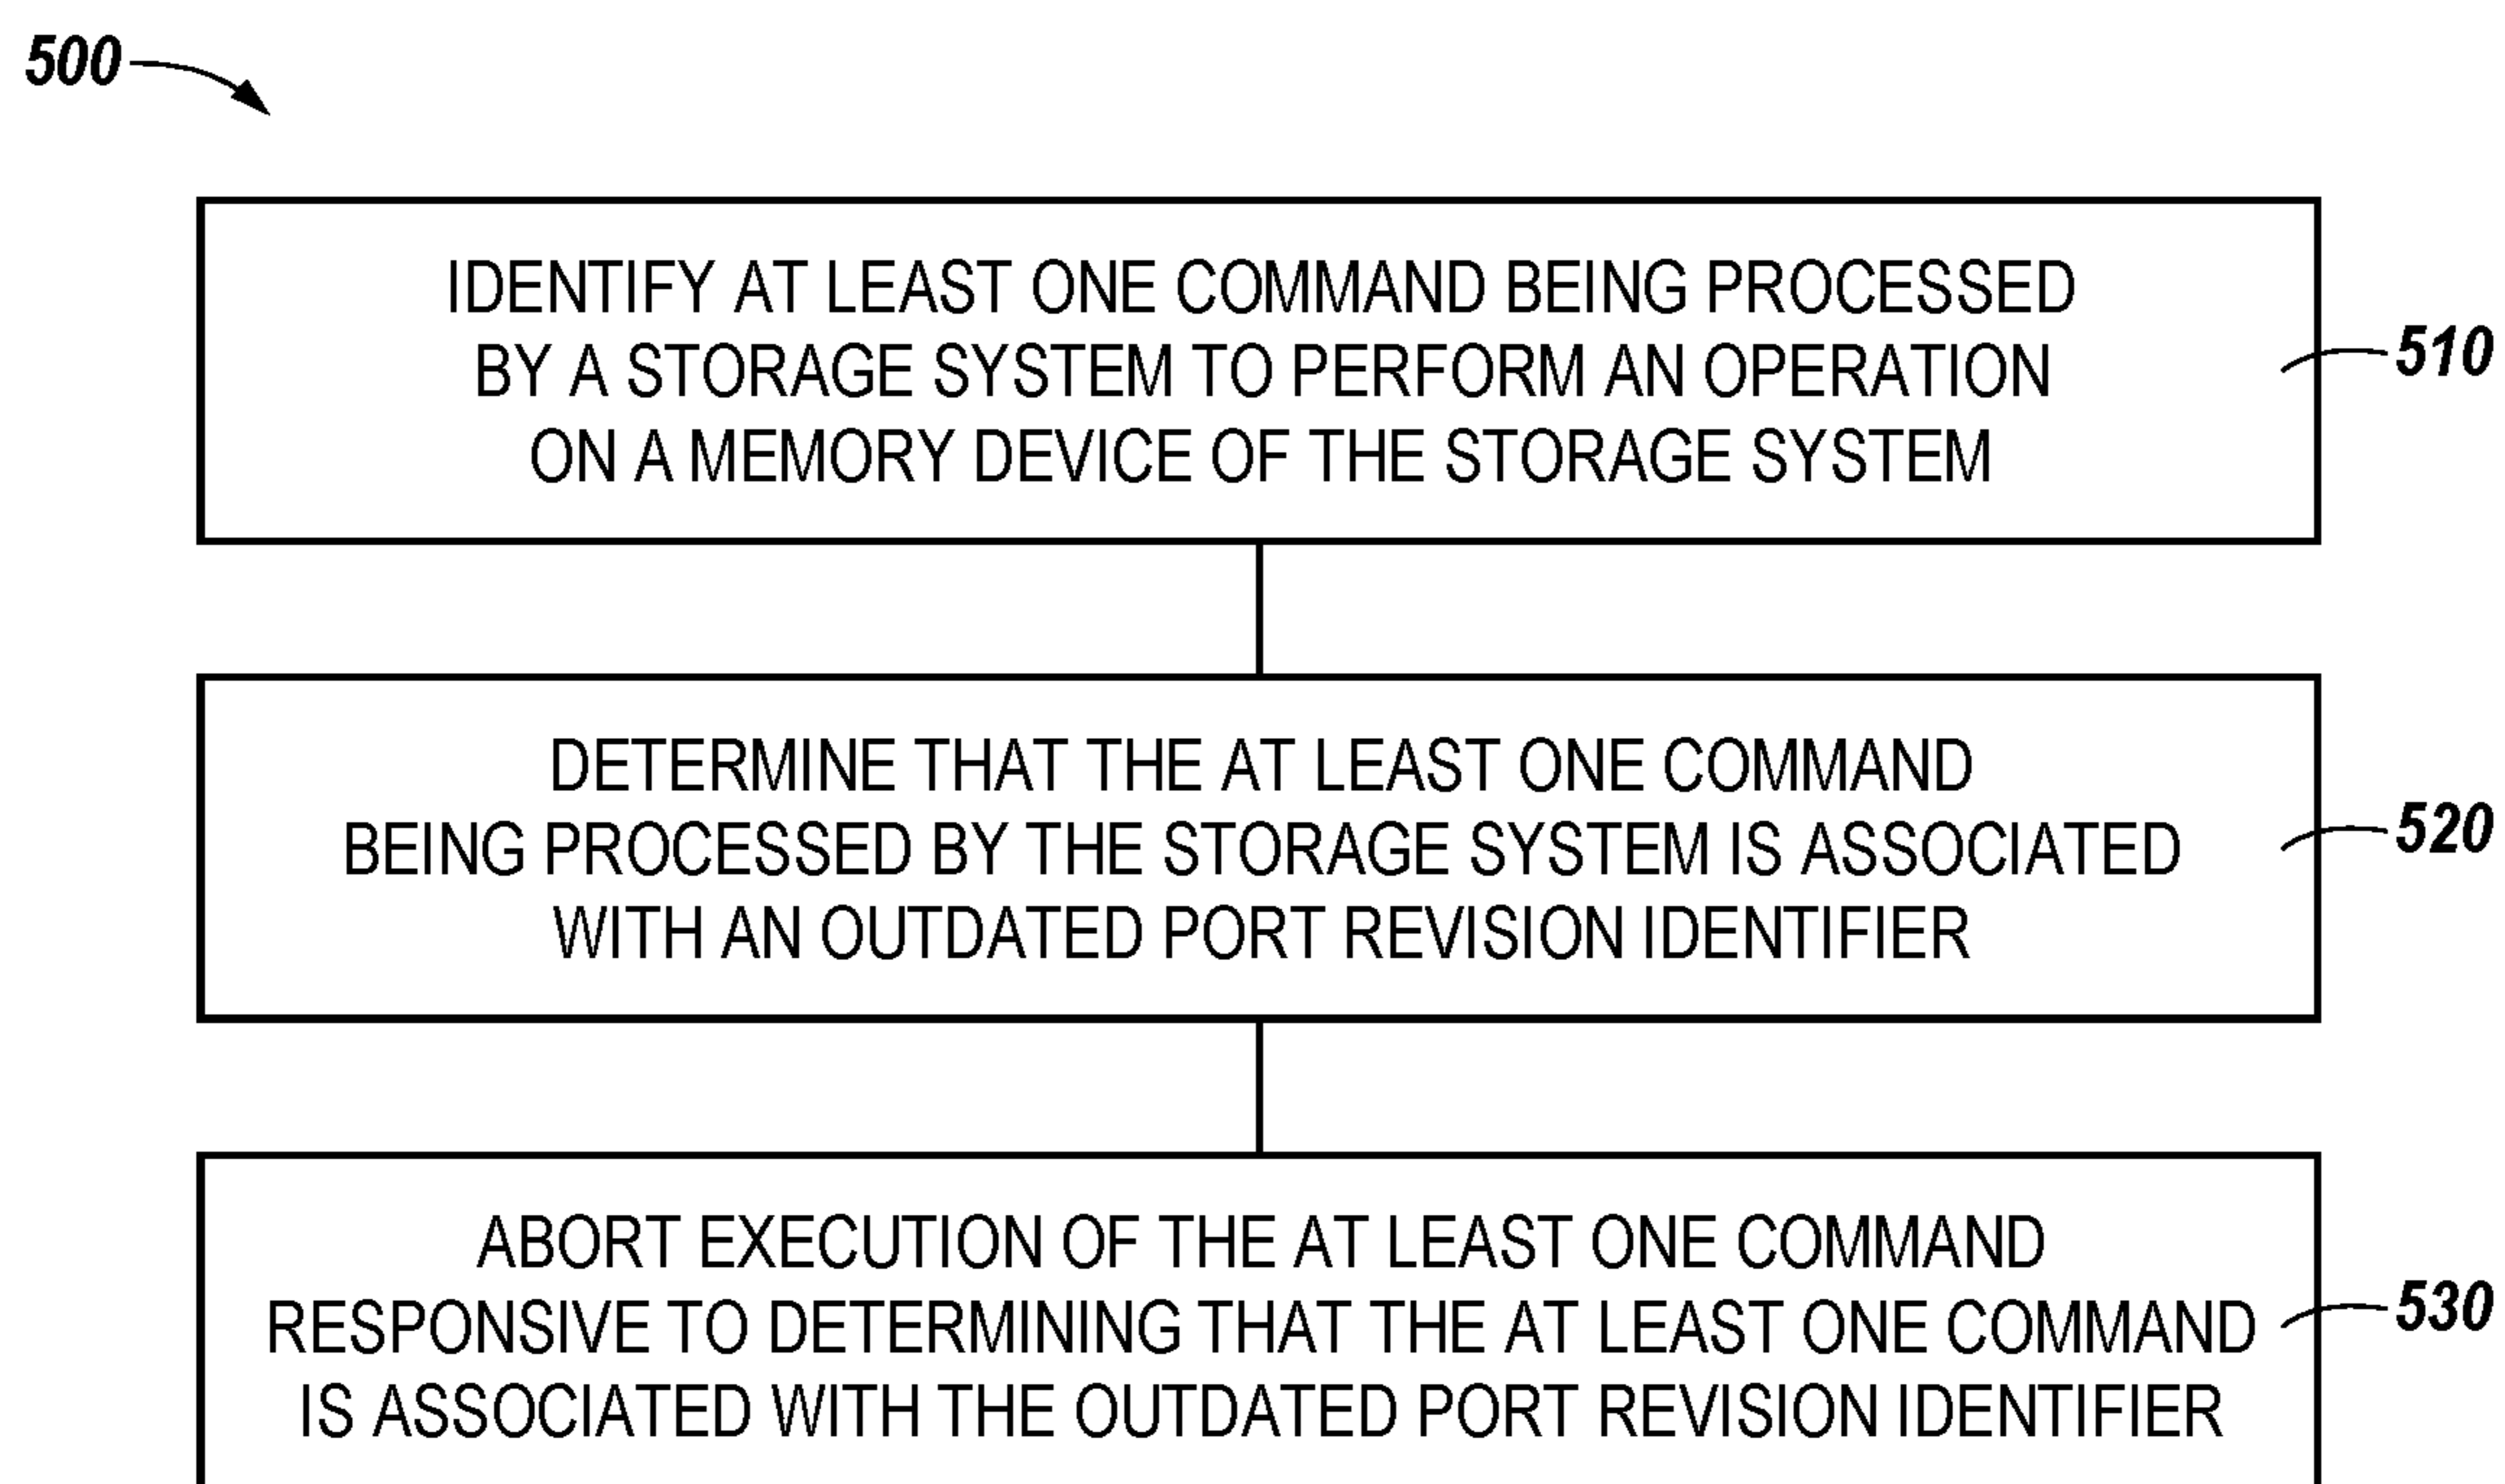 500
IDENTIFY AT LEAST ONE COMMAND BEING PROCESSED
BY A STORAGE SYSTEM TO PERFORM AN OPERATION
ON A MEMORY DEVICE OF THE STORAGE SYSTEM
510
DETERMINE THAT THE AT LEAST ONE COMMAND
BEING PROCESSED BY THE STORAGE SYSTEM IS ASSOCIATED
WITH AN OUTDATED PORT REVISION IDENTIFIER
520
ABORT EXECUTION OF THE AT LEAST ONE COMMAND
RESPONSIVE TO DETERMINING THAT THE AT LEAST ONE COMMAND
IS ASSOCIATED WITH THE OUTDATED PORT REVISION IDENTIFIER
530